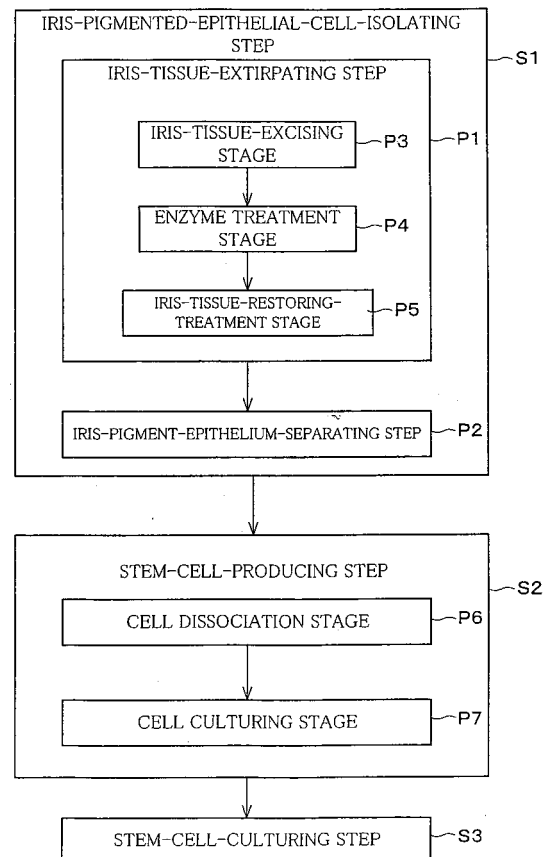 IRIS-PIGMENTED-EPITHELIAL-CELL-ISOLATING
STEP
S1
IRIS-TISSUE-EXTIRPATING STEP
P1
IRIS-TISSUE-EXCISING
STAGE
P3
ENZYME TREATMENT
STAGE
P4
IRIS-TISSUE-RESTORING-
TREATMENT STAGE
P5
IRIS-PIGMENT-EPITHELIUM-SEPARATING STEP
P2
STEM-CELL-PRODUCING STEP
S2
CELL DISSOCIATION STAGE
P6
CELL CULTURING STAGE
P7
STEM-CELL-CULTURING STEP
S3